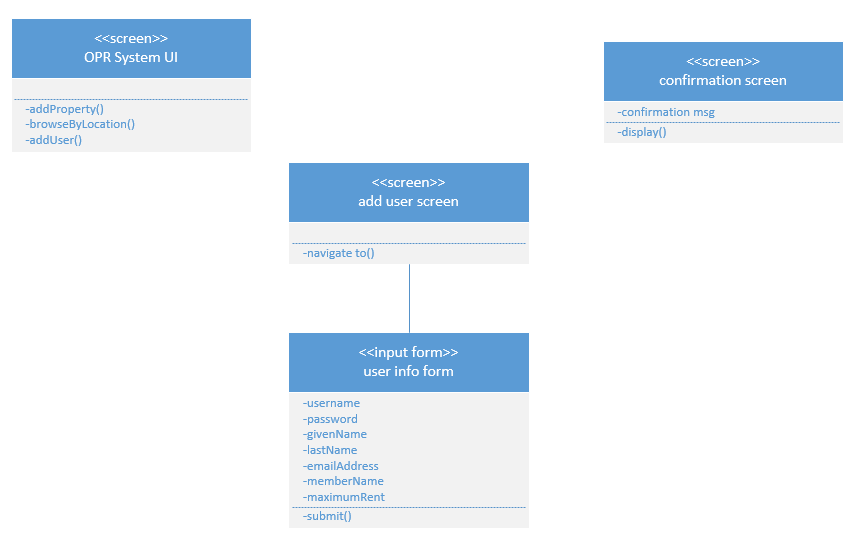 <<screen>>
OPR System UI
-addProperty()
-browseByLocation()
-addUser()
<<screen>>
confirmation screen
-confirmation msg
-display()
<<screen>>
add user screen
-navigate to()
<<input form>>
user info form
-username
-password
-givenName
-lastName
-emailAddress
-memberName
-maximumRent
-submit()